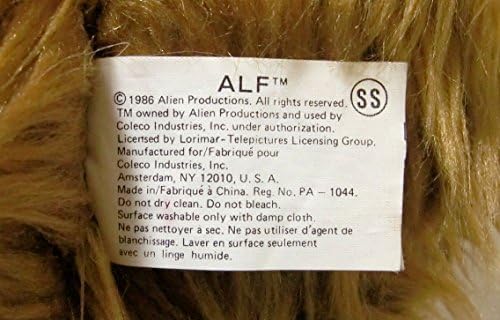 ALF™
© 1986 Alien Productions. All rights reserved.
SS
TM owned by Alien Productions and used by
Coleco Industries, Inc. under authorization.
Licensed by Lorimar-Telepictures Licensing Group.
Manufactured for/Fabriqué pour
Coleco Industries, Inc.
Amsterdam, NY 12010, U. S. A.
Made in/Fabriqué à China. Reg. No. PA – 1044.
Do not dry clean. Do not bleach.
Surface washable only with damp cloth.
Ne pas nettoyer à sec. Ne pas utiliser d'agent de
blanchissage. Laver en surface seulement
avec un linge humide.